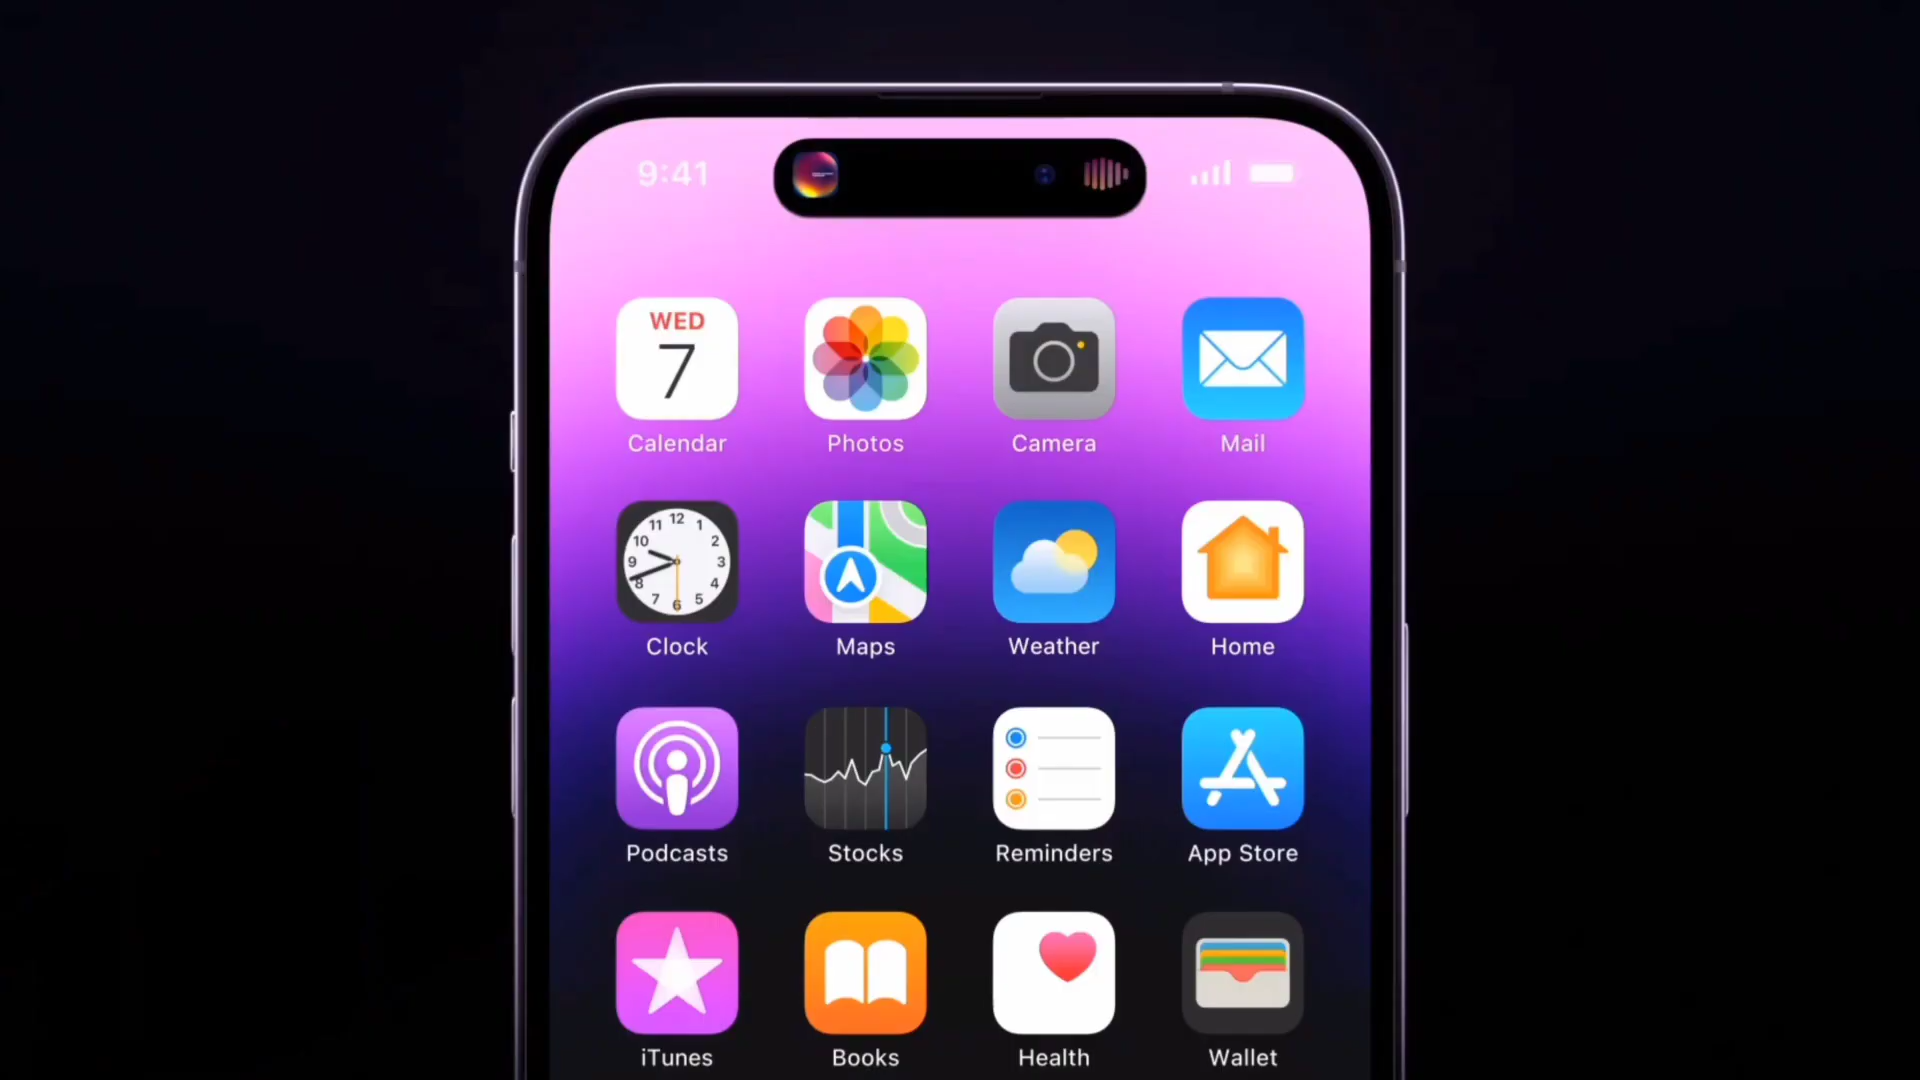 9:41
WED
7
Calendar Photos Camera Mail
12
11 1
10 2
9 3
8 4
7 5
6
Clock Maps Weather Home
Podcasts Stocks Reminders App Store
iTunes Books Health Wallet